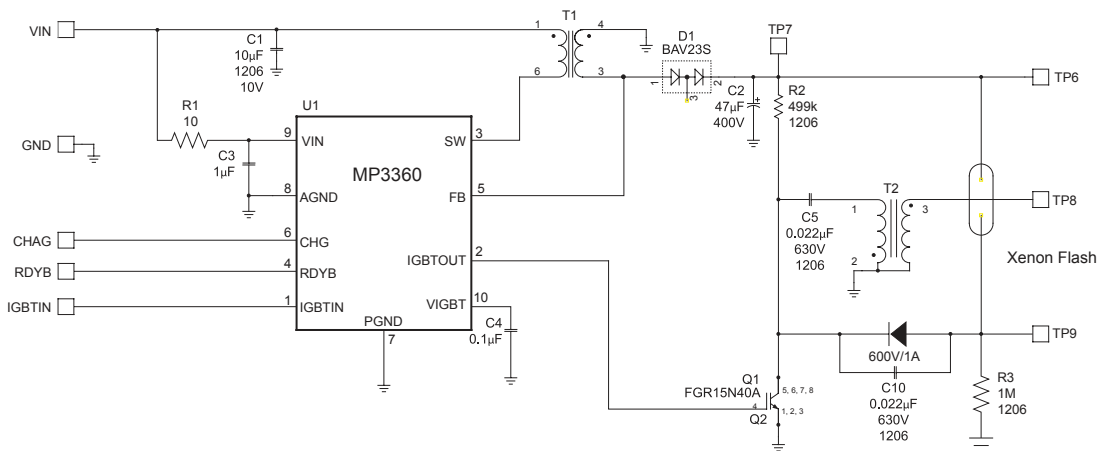 T1
VIN
1
4
C1
10µF
1206
10V
6
3
D1
BAV23S
1
2
3
TP7
TP6
C2
47µF
400V
R2
499k
1206
R1
10
U1
9
VIN
SW
3
GND
C3
1µF
MP3360
8
AGND
FB
5
T2
1
3
2
TP8
C5
0.022µF
630V
1206
CHAG
6
CHG
IGBTOUT
2
RDYB
4
RDYB
Xenon Flash
IGBTIN
1
IGBTIN
VIGBT
10
PGND
7
C4
0.1µF
TP9
600V/1A
C10
0.022µF
630V
1206
Q1
FGR15N40A
5, 6, 7, 8
4
1, 2, 3
Q2
R3
1M
1206